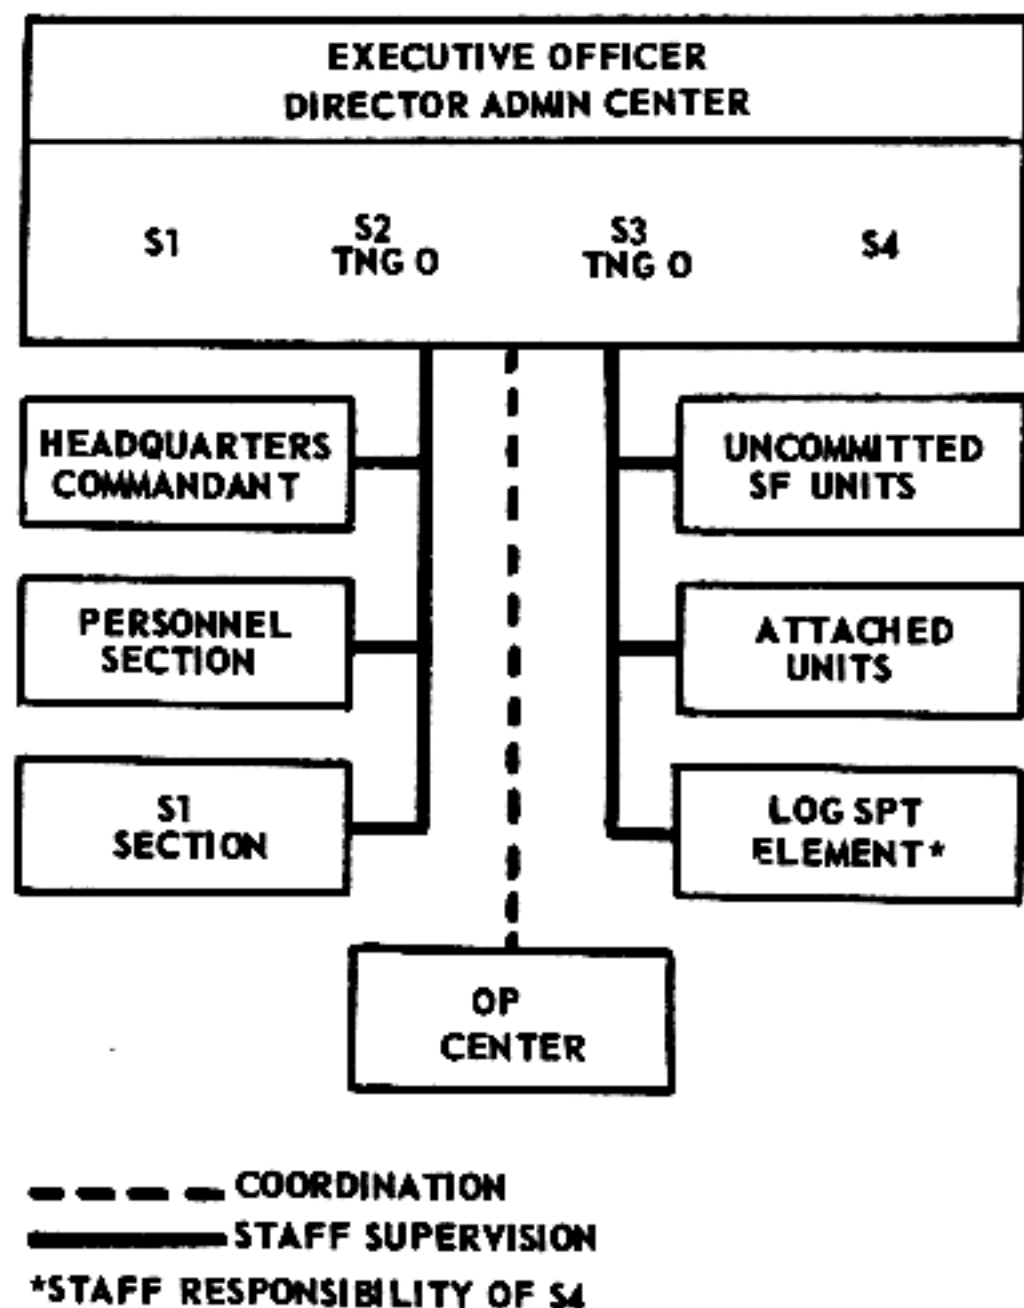 EXECUTIVE OFFICER
DIRECTOR ADMIN CENTER
S1
S2
TNG O
S3
TNG O
S4
HEADQUARTERS
COMMANDANT
UNCOMMITTED
SF UNITS
PERSONNEL
SECTION
ATTACHED
UNITS
S1
SECTION
LOG SPT
ELEMENT*
OP
CENTER
COORDINATION
STAFF SUPERVISION
*STAFF RESPONSIBILITY OF S4